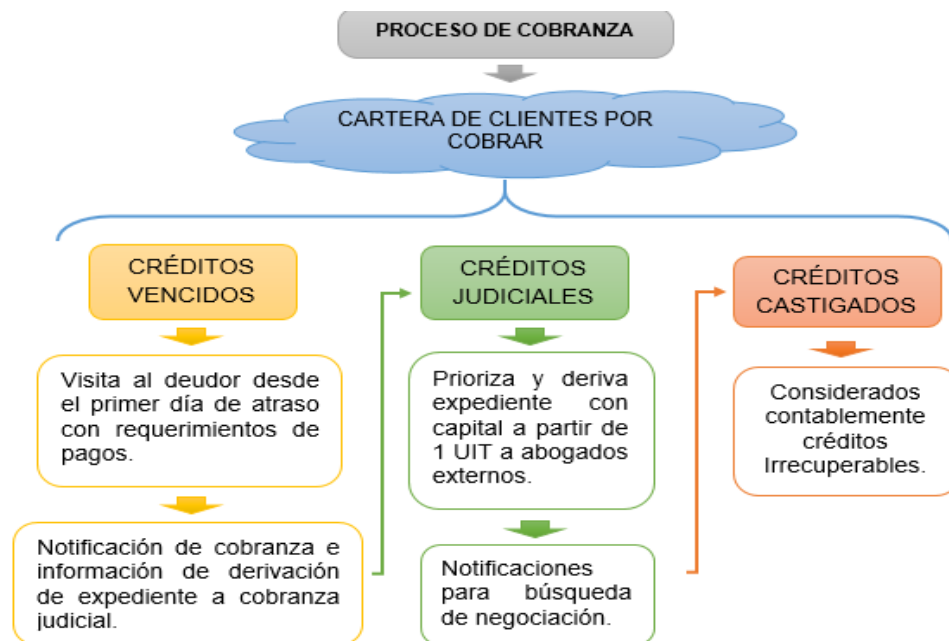 PROCESO DE COBRANZA
CARTERA DE CLIENTES POR
COBRAR
CRÉDITOS
VENCIDOS
Visita al deudor desde
el primer día de atraso
con requerimientos de
pagos.
Notificación de cobranza e
información de derivación
de expediente a cobranza
judicial.
CRÉDITOS
JUDICIALES
Prioriza y deriva
expediente con
capital a partir de
1 UIT a abogados
externos.
Notificaciones
para búsqueda
de negociación.
CRÉDITOS
CASTIGADOS
Considerados
contablemente
créditos
Irrecuperables.